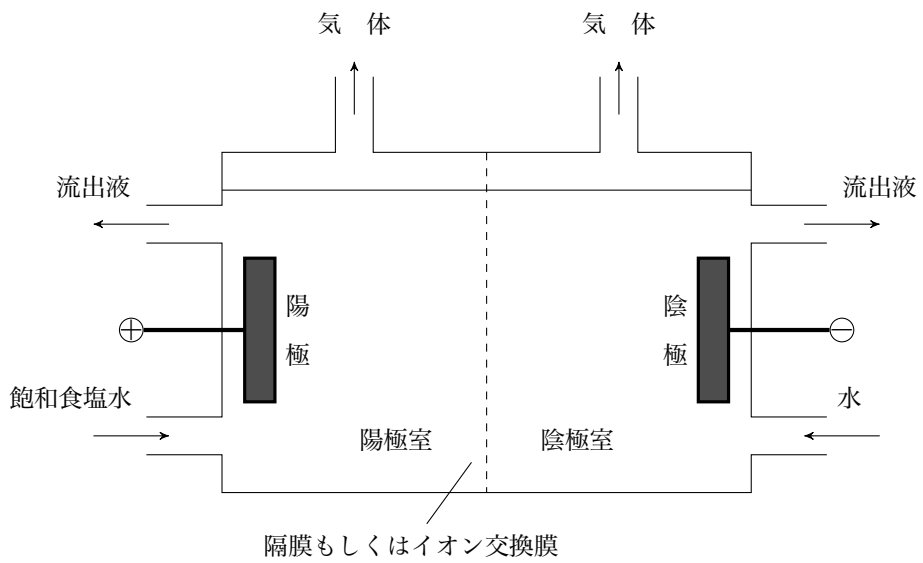 気 体
気 体
流出液
流出液
陽極
陰極
⊕
⊖
飽和食塩水
水
陽極室
陰極室
隔膜もしくはイオン交換膜